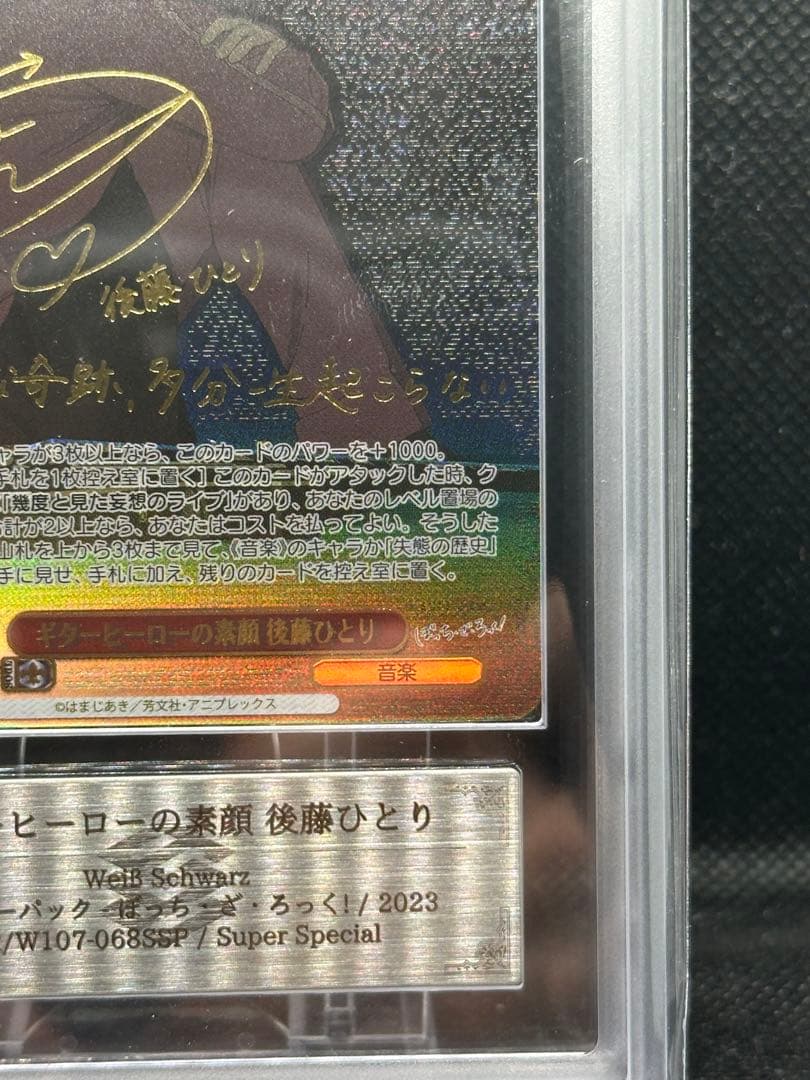 後藤ひとり
奇跡,多分一生起こらない
ャラが3枚以上なら、このカードのパワーを+1000。
手札を1枚控え室に置く］このカードがアタックした時、ク
「幾度と見た妄想のライブ」があり、あなたのレベル置場の
計が2以上なら、あなたはコストを払ってよい。そうした
山札を上から3枚まで見て、《音楽》のキャラか「失態の歴史」
手に見せ、手札に加え、残りのカードを控え室に置く。
ギターヒーローの素顔 後藤ひとり
ぼっち・ざ・ろっく!
音楽
©はまじあき/芳文社・アニプレックス
ーヒーローの素顔 後藤ひとり
Weiß Schwarz
ーパック - ぼっち・ざ・ろっく! / 2023
/W107-068SSP / Super Special